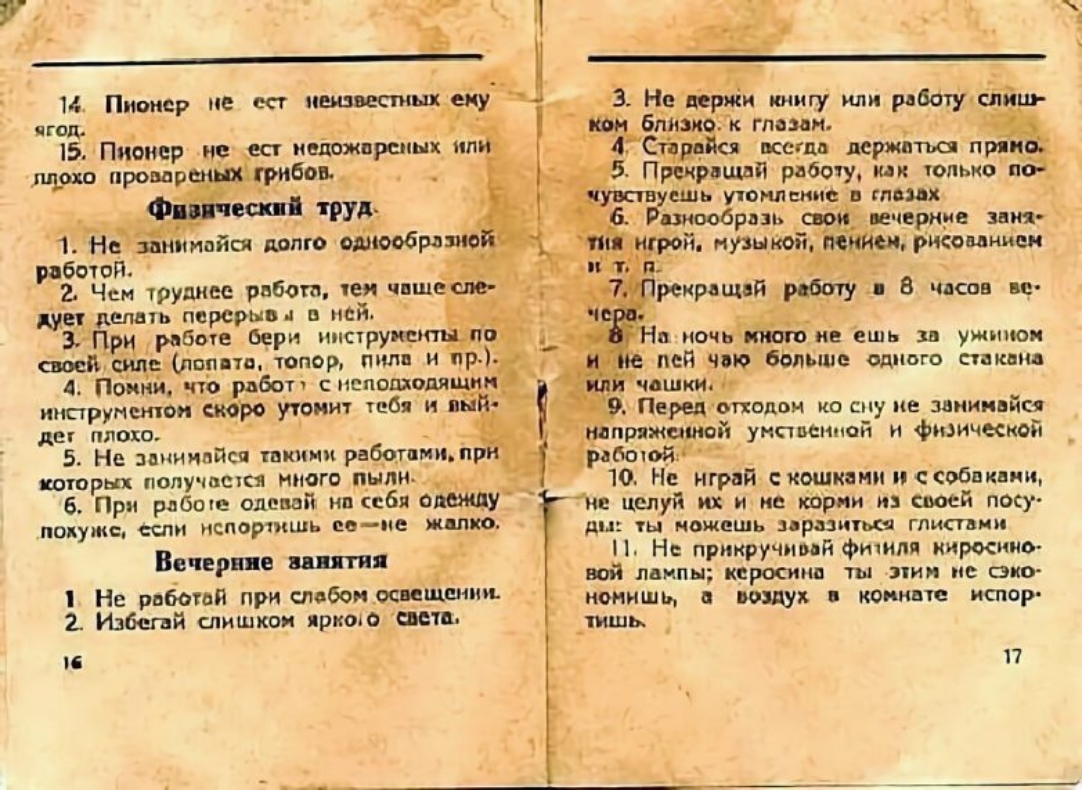 14. Пионер не ест неизвестных ему
ягод.
15. Пионер не ест недожареных или
плохо провареных грибов.
Физический труд.
1. Не занимайся долго однообразной
работой.
2. Чем труднее работа, тем чаще сле-
дует делать перерывы в ней.
3. При работе бери инструменты по
своей силе (лопата, топор, пила и пр.).
4. Помни, что работа с неподходящим
инструментом скоро утомит тебя и вый-
дет плохо.
5. Не занимайся такими работами, при
которых получается много пыли.
6. При работе одевай на себя одежду
похуже, если испортишь ее—не жалко.
Вечерние занятия
1. Не работай при слабом освещении.
2. Избегай слишком яркого света.
16
3. Не держи книгу или работу слиш-
ком близко к глазам.
4. Старайся всегда держаться прямо.
5. Прекращай работу, как только по-
чувствуешь утомление в глазах
6. Разнообразь свои вечерние заня-
тия игрой, музыкой, пением, рисованием
и т. п.
7. Прекращай работу в 8 часов ве-
чера.
8 На ночь много не ешь за ужином
и не пей чаю больше одного стакана
или чашки.
9. Перед отходом ко сну не занимайся
напряженной умственной и физической
работой.
10. Не играй с кошками и с собаками,
не целуй их и не корми из своей посу-
ды: ты можешь заразиться глистами
11. Не прикручивай фитиля киросино-
вой лампы; керосина ты этим не сэко-
номишь, а воздух в комнате испор-
тишь.
17